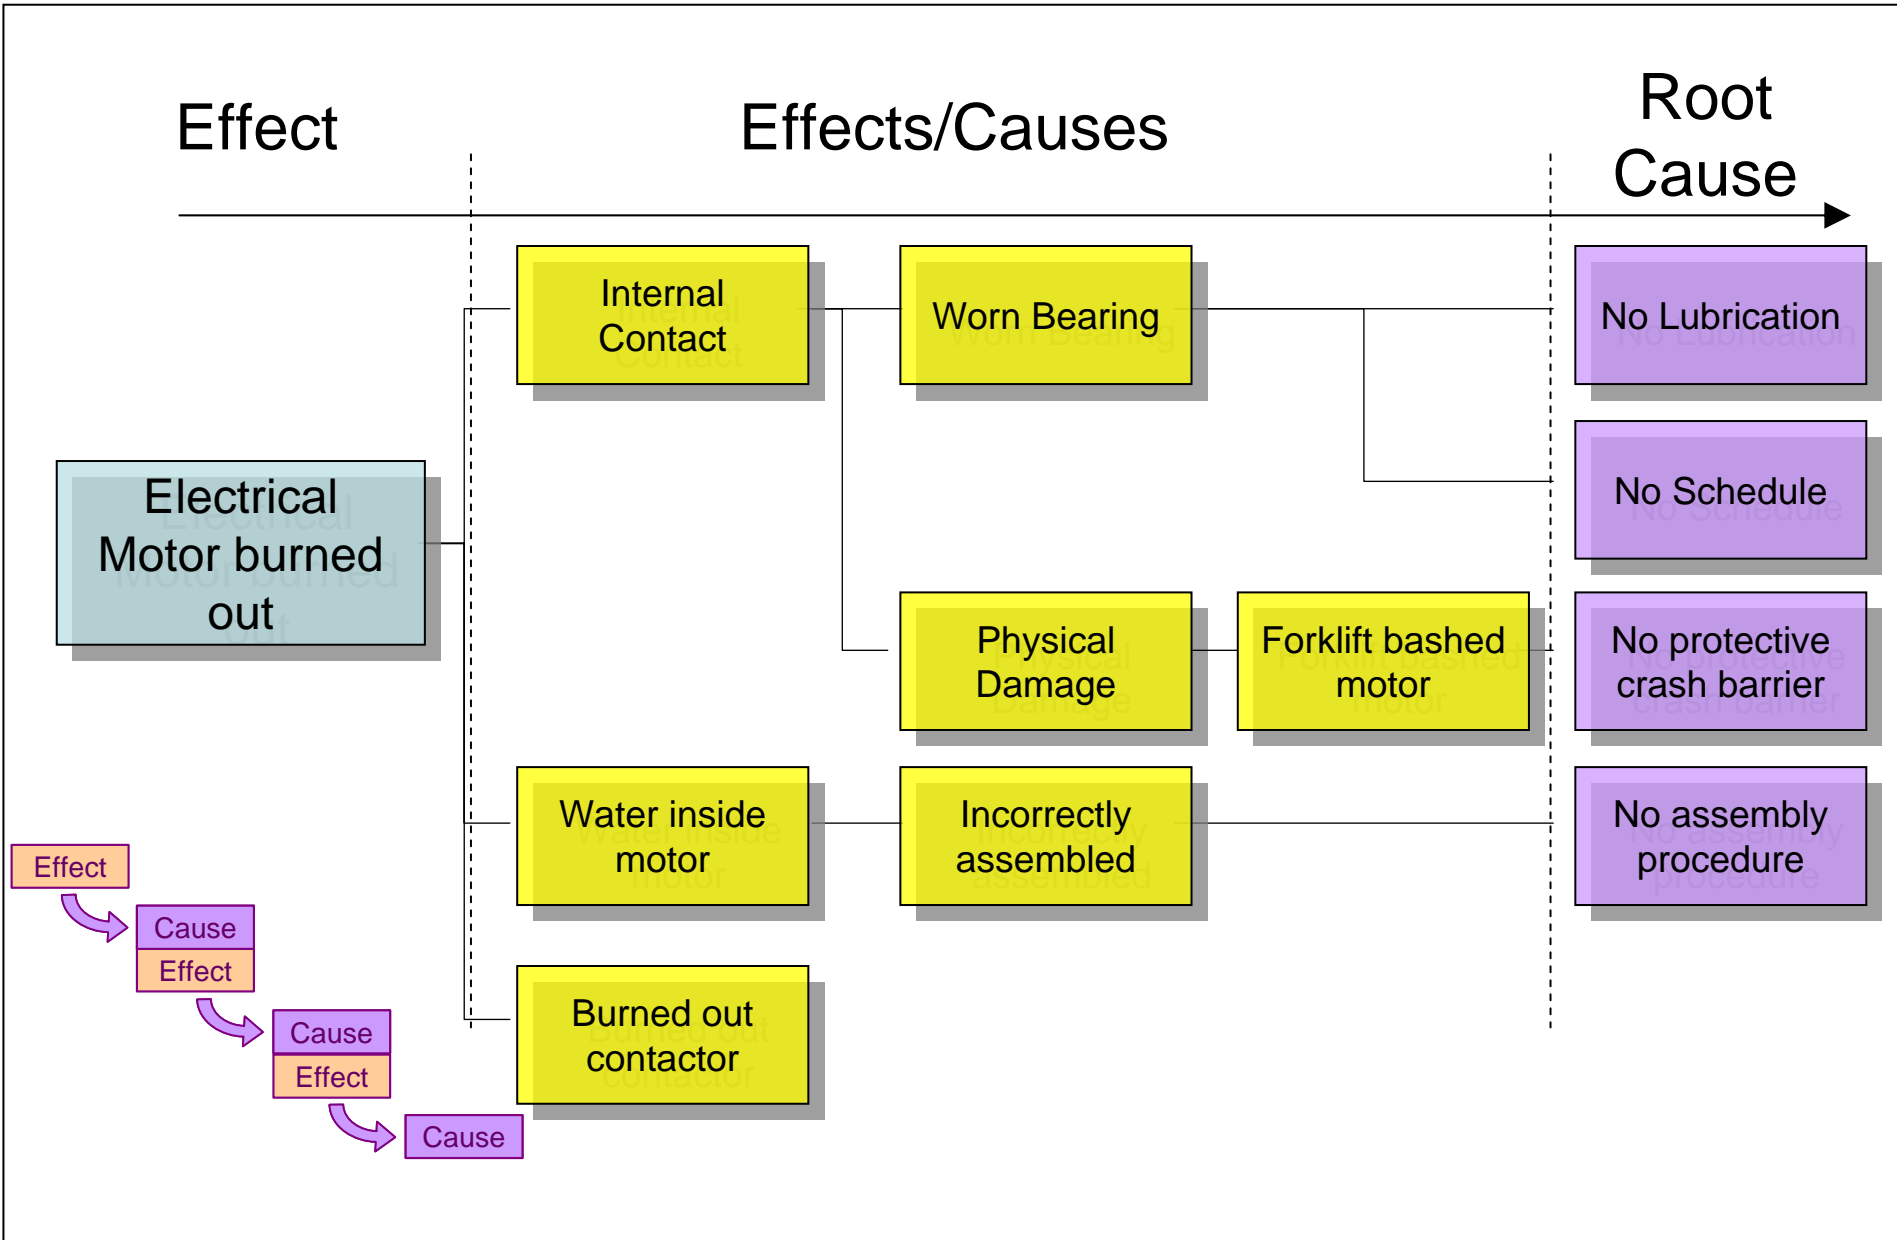 Effect
Effects/Causes
Root
Cause
Internal
Contact
Worn Bearing
No Lubrication
Electrical
Motor burned
out
No Schedule
Physical
Damage
Forklift bashed
motor
No protective
crash barrier
Water inside
motor
Incorrectly
assembled
No assembly
procedure
Burned out
contactor
Effect
Cause
Effect
Cause
Effect
Cause